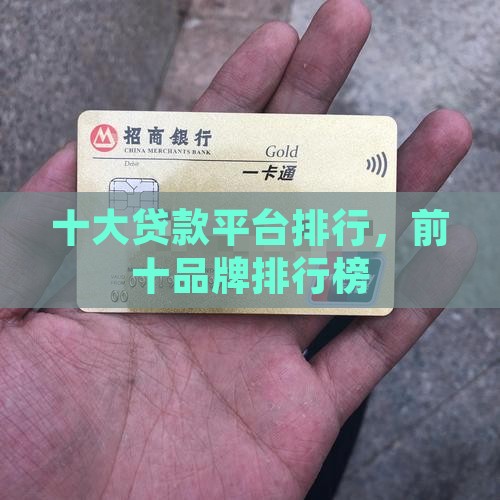 招商银行
CHINA MERCHANTS BANK
Debit
Gold
一卡通
十大贷款平台排行，前
十品牌排行榜